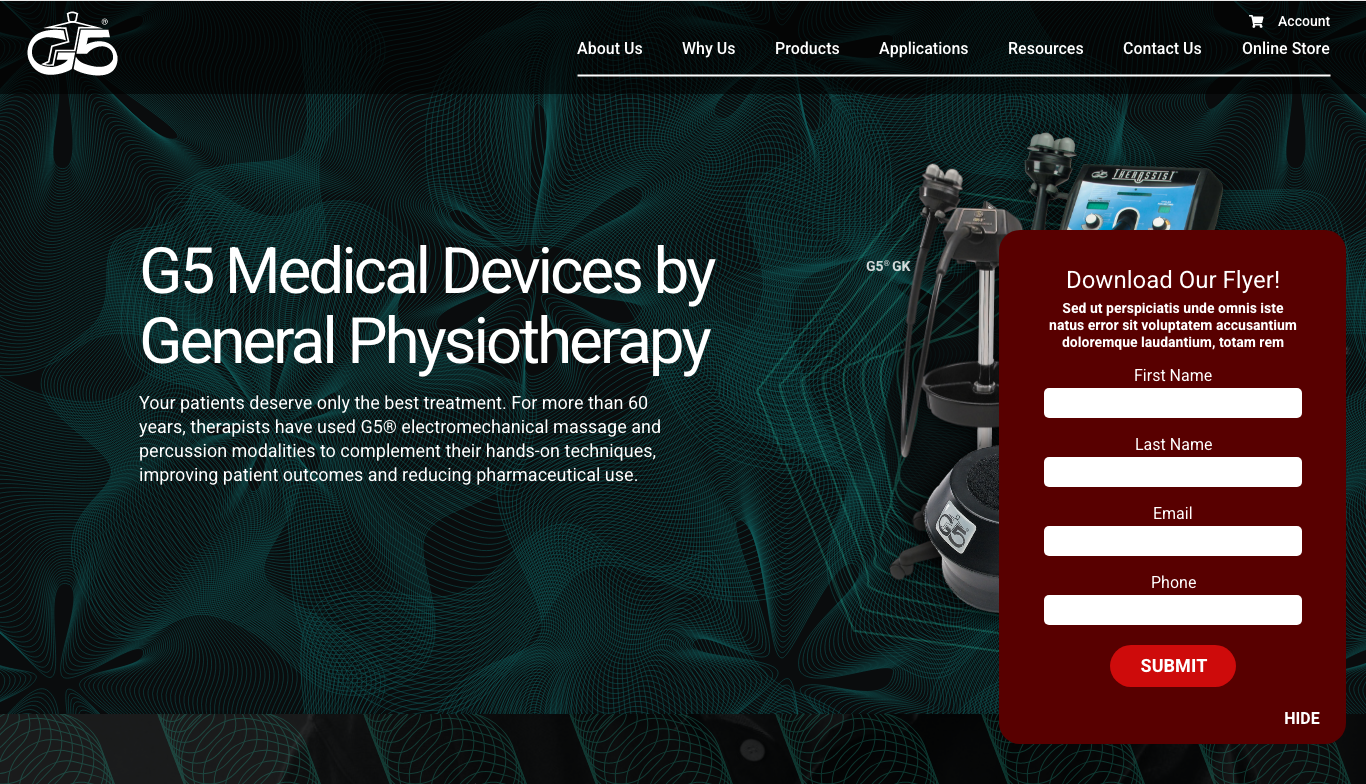 G5®
Account
About Us
Why Us
Products
Applications
Resources
Contact Us
Online Store
THERASSIST
G5® GK
G5 Medical Devices by
General Physiotherapy
Your patients deserve only the best treatment. For more than 60
years, therapists have used G5® electromechanical massage and
percussion modalities to complement their hands-on techniques,
improving patient outcomes and reducing pharmaceutical use.
G5
Download Our Flyer!
Sed ut perspiciatis unde omnis iste
natus error sit voluptatem accusantium
doloremque laudantium, totam rem
First Name
Last Name
Email
Phone
SUBMIT
HIDE